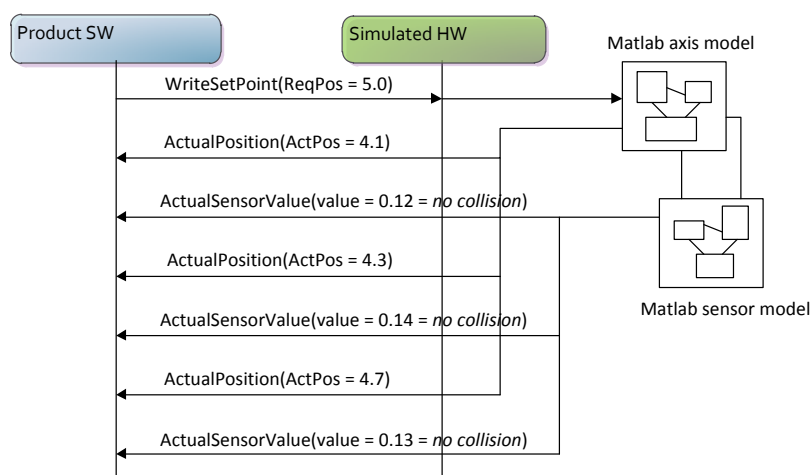 Product SW
Simulated HW
Matlab axis model
WriteSetPoint(ReqPos = 5.0)
ActualPosition(ActPos = 4.1)
ActualSensorValue(value = 0.12 = no collision)
ActualPosition(ActPos = 4.3)
Matlab sensor model
ActualSensorValue(value = 0.14 = no collision)
ActualPosition(ActPos = 4.7)
ActualSensorValue(value = 0.13 = no collision)